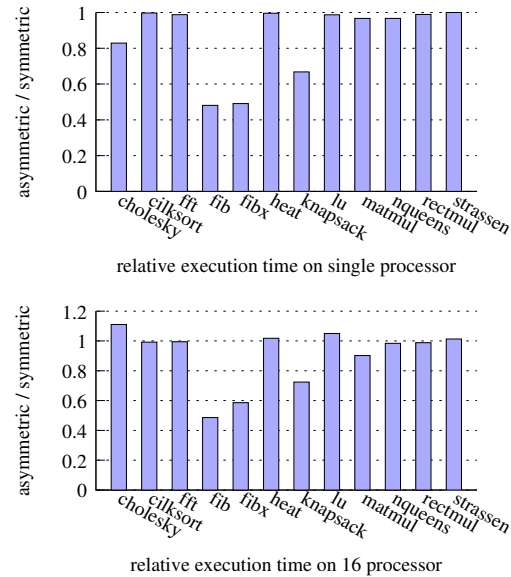 asymmetric / symmetric
1
0.8
0.6
0.4
0.2
0
cholesky
cilksort
fft
fib
fibx
heat
knapsack
lu
matmul
nqueens
rectmul
strassen
relative execution time on single processor
asymmetric / symmetric
1.2
1
0.8
0.6
0.4
0.2
0
cholesky
cilksort
fft
fib
fibx
heat
knapsack
lu
matmul
nqueens
rectmul
strassen
relative execution time on 16 processor